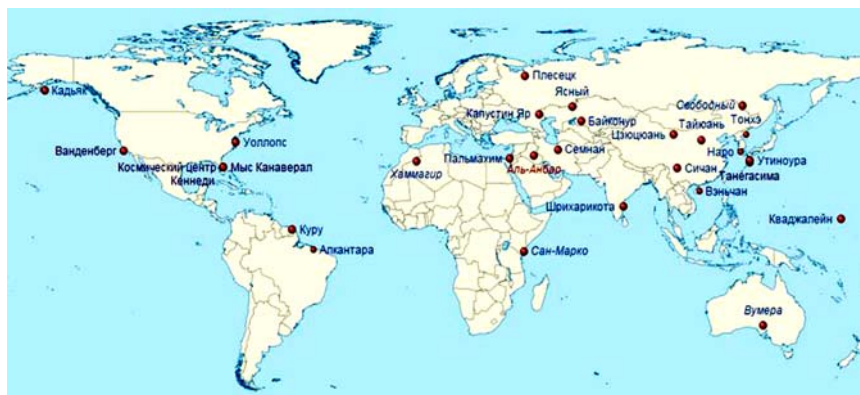 Кадьяк
Плесецк
Ясный
Свободный
Капустин Яр
Байконур
Тайюань
Тонхэ
Цзюцюань
Уоллопс
Ванденберг
Семнан
Наро
Утиноура
Космический центр
Кеннеди
Мыс Канаверал
Пальмахим
Аль-Анбар
Хаммагир
Сичан
Танегасима
Вэньчан
Шрихарикота
Кваджалейн
Куру
Алкантара
Сан-Марко
Вумера